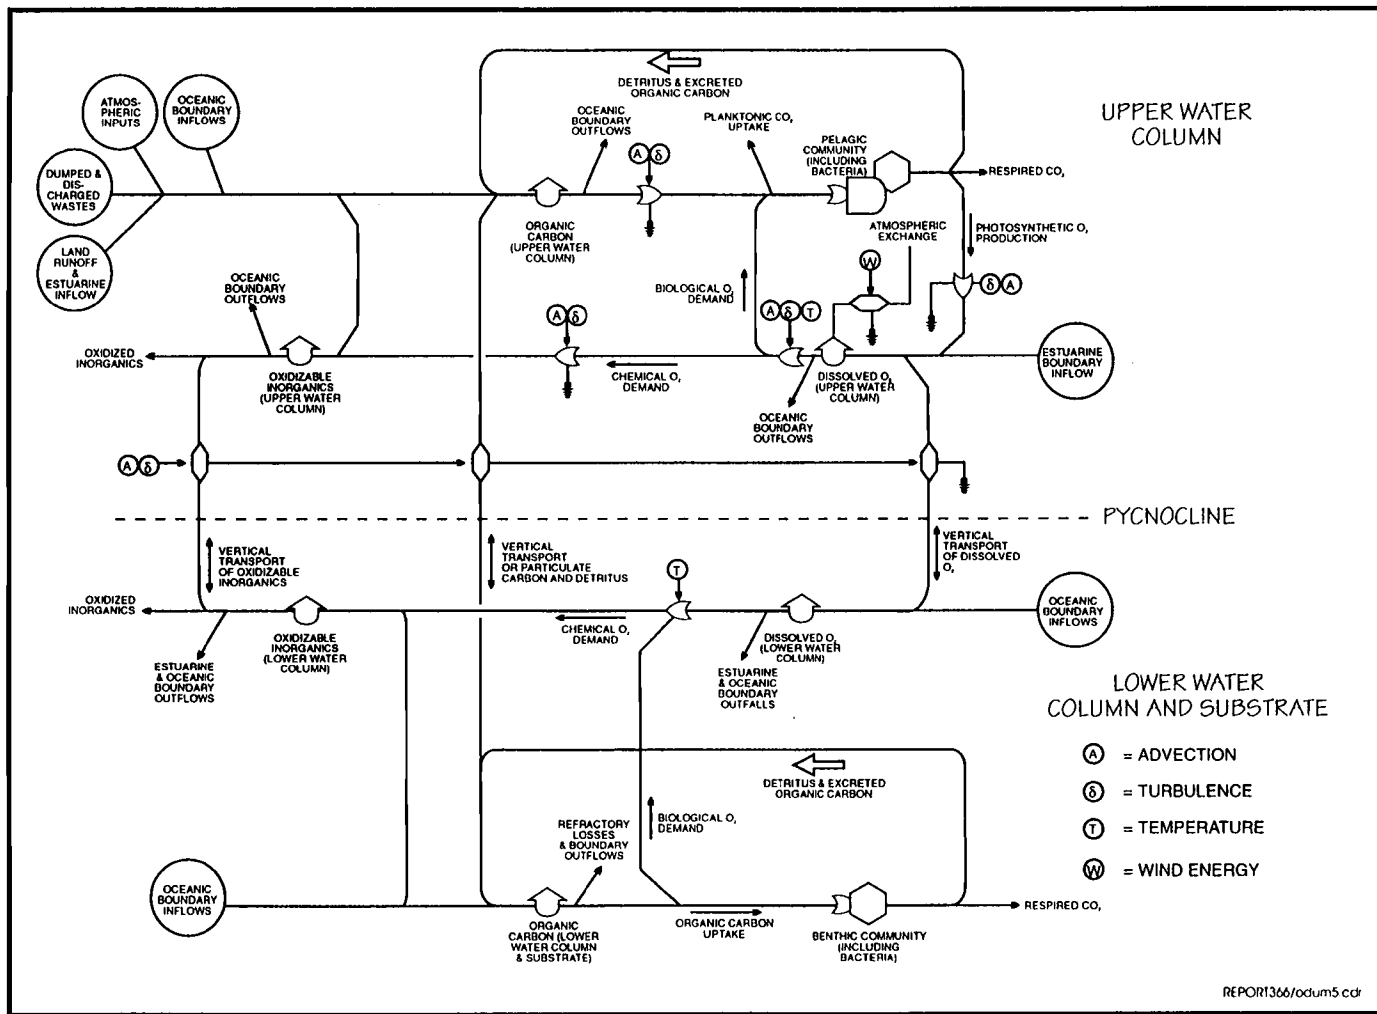 DETRITUS & EXCRETED
ORGANIC CARBON
UPPER WATER
COLUMN
ATMOS-
PHERIC
INPUTS
OCEANIC
BOUNDARY
INFLOWS
DUMPED &
DIS-
CHARGED
WASTES
LAND
RUNOFF
&
ESTUARINE
INFLOW
OCEANIC
BOUNDARY
OUTFLOWS
A δ
PLANKTONIC CO₂
UPTAKE
PELAGIC
COMMUNITY
(INCLUDING
BACTERIA)
RESPIRED CO₂
ORGANIC
CARBON
(UPPER WATER
COLUMN)
ATMOSPHERIC
EXCHANGE
PHOTOSYNTHETIC O₂
PRODUCTION
OCEANIC
BOUNDARY
OUTFLOWS
W
BIOLOGICAL O₂
DEMAND
δ A
A δ
A δ T
OXIDIZED
INORGANICS
OXIDIZABLE
INORGANICS
(UPPER WATER
COLUMN)
CHEMICAL O₂
DEMAND
DISSOLVED O₂
(UPPER WATER
COLUMN)
ESTUARINE
BOUNDARY
INFLOW
OCEANIC
BOUNDARY
OUTFLOWS
A δ
PYCNOCLINE
VERTICAL
TRANSPORT
OF OXIDIZABLE
INORGANICS
VERTICAL
TRANSPORT
OR PARTICULATE
CARBON AND DETRITUS
VERTICAL
TRANSPORT
OF DISSOLVED
O₂
T
OXIDIZED
INORGANICS
OXIDIZABLE
INORGANICS
(LOWER WATER
COLUMN)
CHEMICAL O₂
DEMAND
DISSOLVED O₂
(LOWER WATER
COLUMN)
OCEANIC
BOUNDARY
INFLOWS
ESTUARINE
& OCEANIC
BOUNDARY
OUTFLOWS
ESTUARINE
& OCEANIC
BOUNDARY
OUTFALLS
LOWER WATER
COLUMN AND SUBSTRATE
A = ADVECTION
δ = TURBULENCE
T = TEMPERATURE
W = WIND ENERGY
DETRITUS & EXCRETED
ORGANIC CARBON
REFRACTORY
LOSSES
& BOUNDARY
OUTFLOWS
BIOLOGICAL O₂
DEMAND
OCEANIC
BOUNDARY
INFLOWS
ORGANIC
CARBON (LOWER
WATER COLUMN
& SUBSTRATE)
ORGANIC CARBON
UPTAKE
BENTHIC COMMUNITY
(INCLUDING
BACTERIA)
RESPIRED CO₂
REPORT366/odum5.cdr